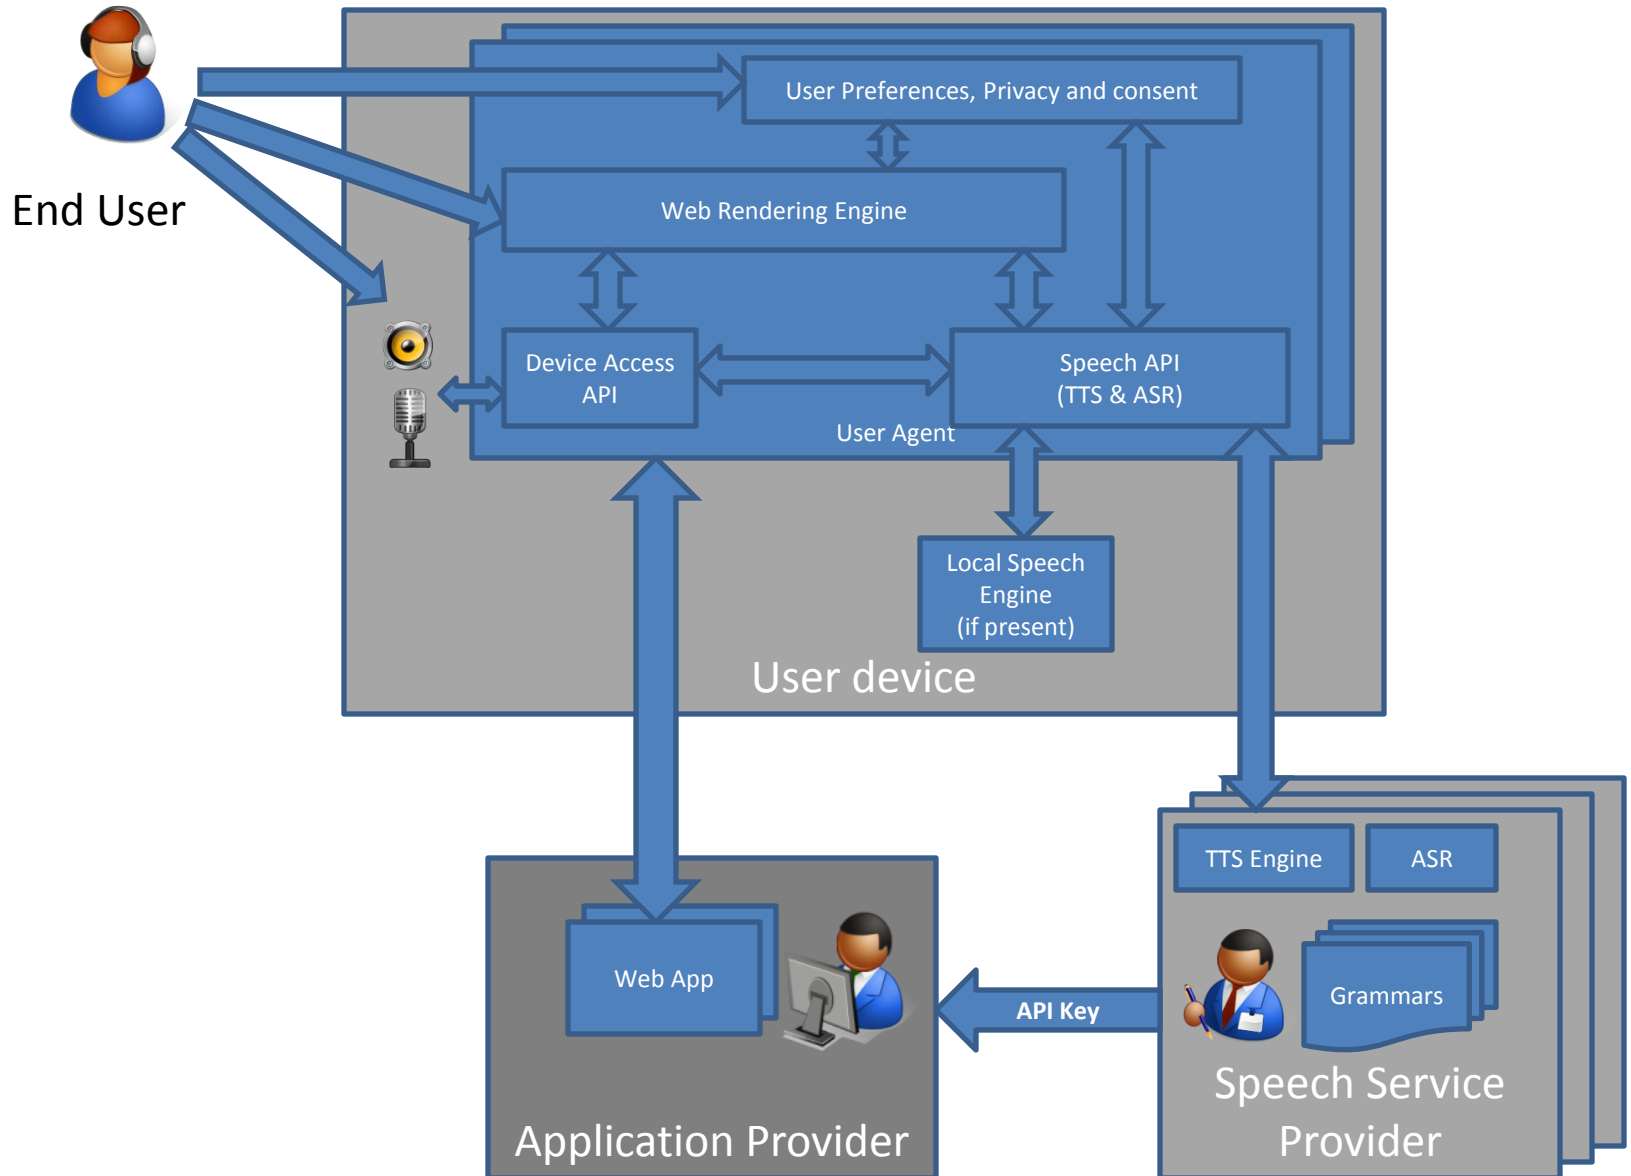 User Preferences, Privacy and consent
End User
Web Rendering Engine
Device Access
API
Speech API
(TTS & ASR)
User Agent
Local Speech
Engine
(if present)
User device
TTS Engine
ASR
Web App
API Key
Grammars
Speech Service
Provider
Application Provider